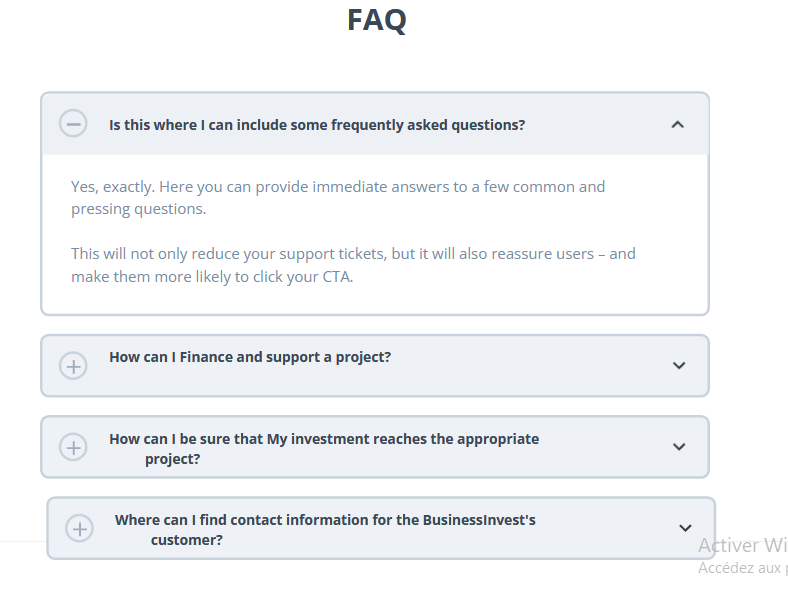 FAQ
Is this where I can include some frequently asked questions?
Yes, exactly. Here you can provide immediate answers to a few common and
pressing questions.
This will not only reduce your support tickets, but it will also reassure users – and
make them more likely to click your CTA.
How can I Finance and support a project?
How can I be sure that My investment reaches the appropriate
project?
Where can I find contact information for the BusinessInvest's
customer?
Activer Wi
Accédez aux p